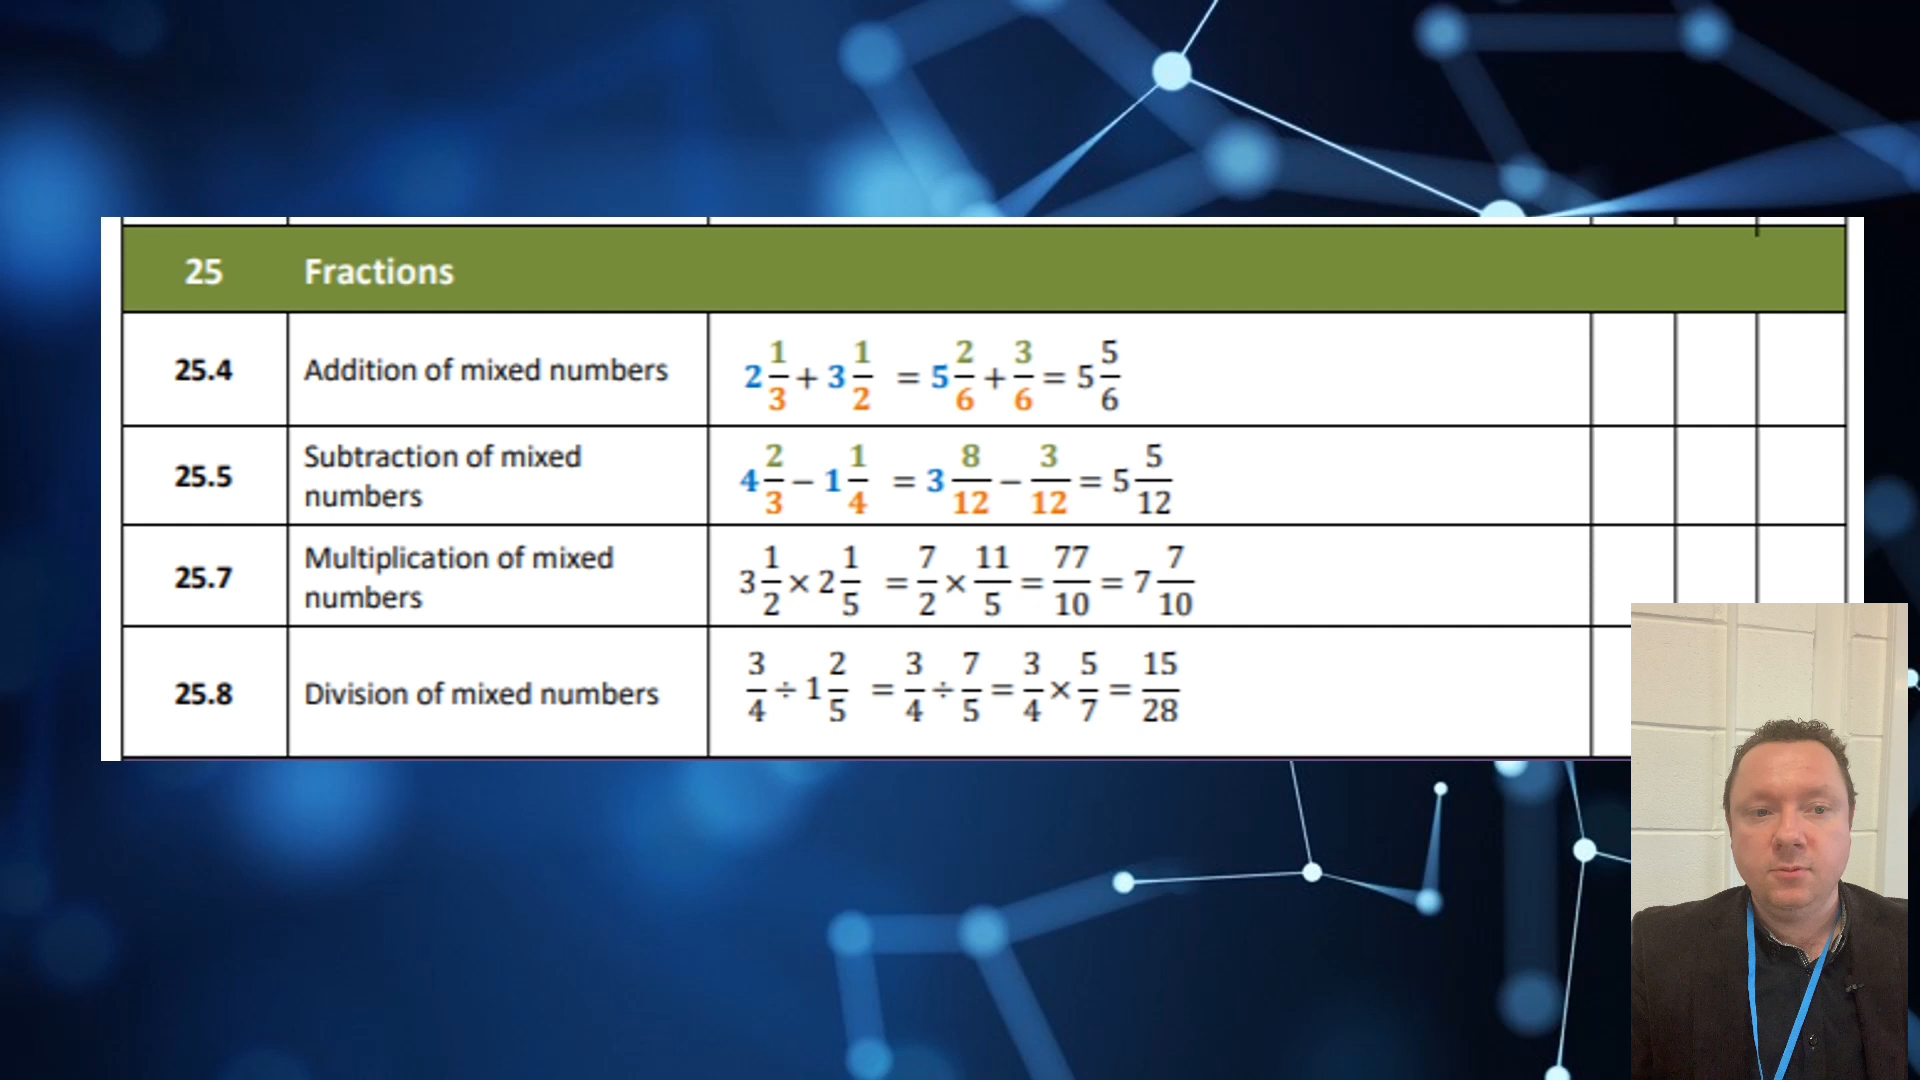 25 Fractions
25.4 Addition of mixed numbers 2 1/3 + 3 1/2 = 5 2/6 + 3/6 = 5 5/6
25.5 Subtraction of mixed
numbers 4 2/3 − 1 1/4 = 3 8/12 − 3/12 = 5 5/12
25.7 Multiplication of mixed
numbers 3 1/2 × 2 1/5 = 7/2 × 11/5 = 77/10 = 7 7/10
25.8 Division of mixed numbers 3/4 ÷ 1 2/5 = 3/4 ÷ 7/5 = 3/4 × 5/7 = 15/28